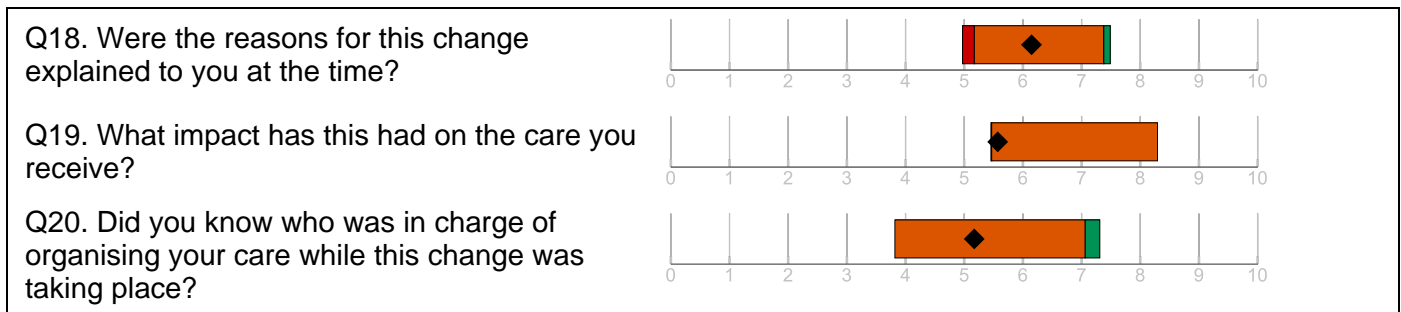 Q18. Were the reasons for this change
explained to you at the time?
0 1 2 3 4 5 6 7 8 9 10
Q19. What impact has this had on the care you
receive?
0 1 2 3 4 5 6 7 8 9 10
Q20. Did you know who was in charge of
organising your care while this change was
taking place?
0 1 2 3 4 5 6 7 8 9 10